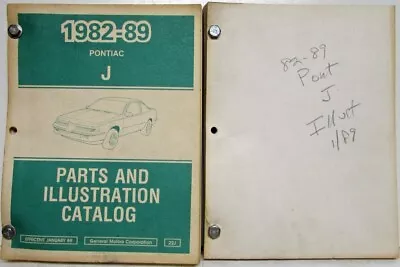 1982-89
PONTIAC
J
PARTS AND
ILLUSTRATION
CATALOG
EFFECTIVE JANUARY 89
General Motors Corporation
22J
82-89
Pont
J
Illust
1/89